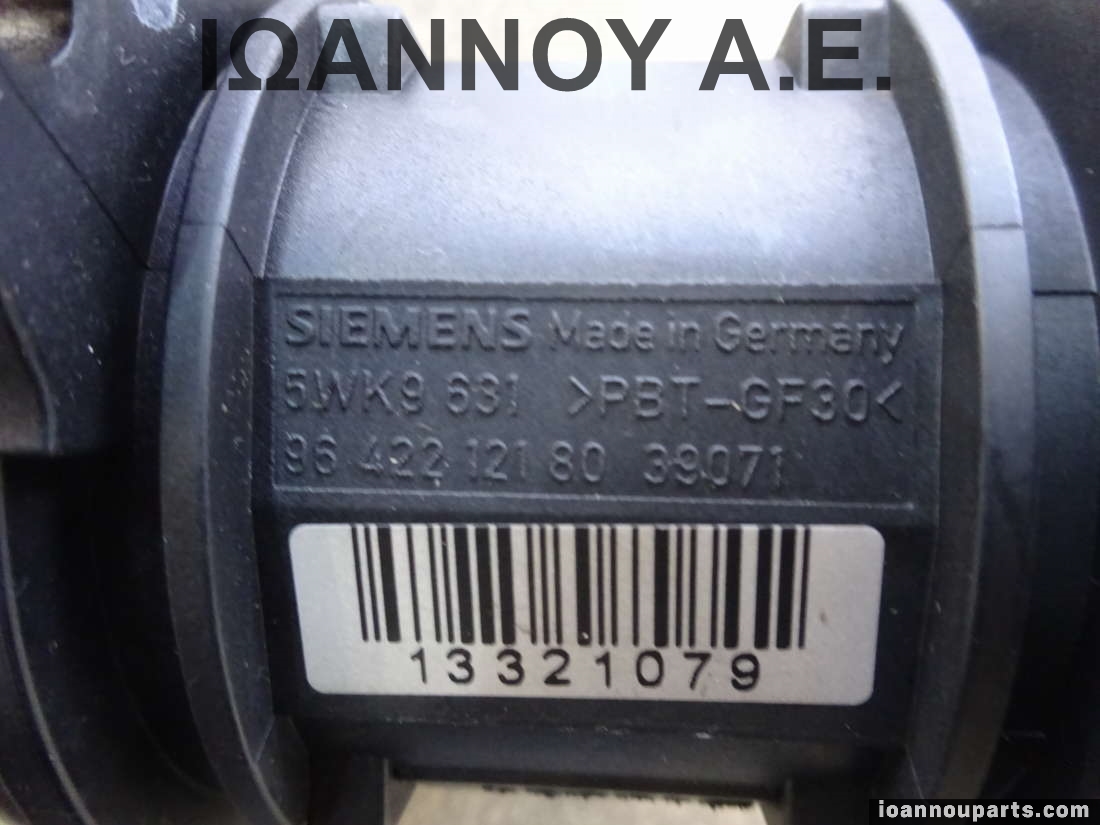 ΙΩΑΝΝΟΥ Α.Ε.
SIEMENS Made in Germany
5WK9 631 >PBT-GF30<
96 422 121 80 39071
13321079
ioannouparts.com